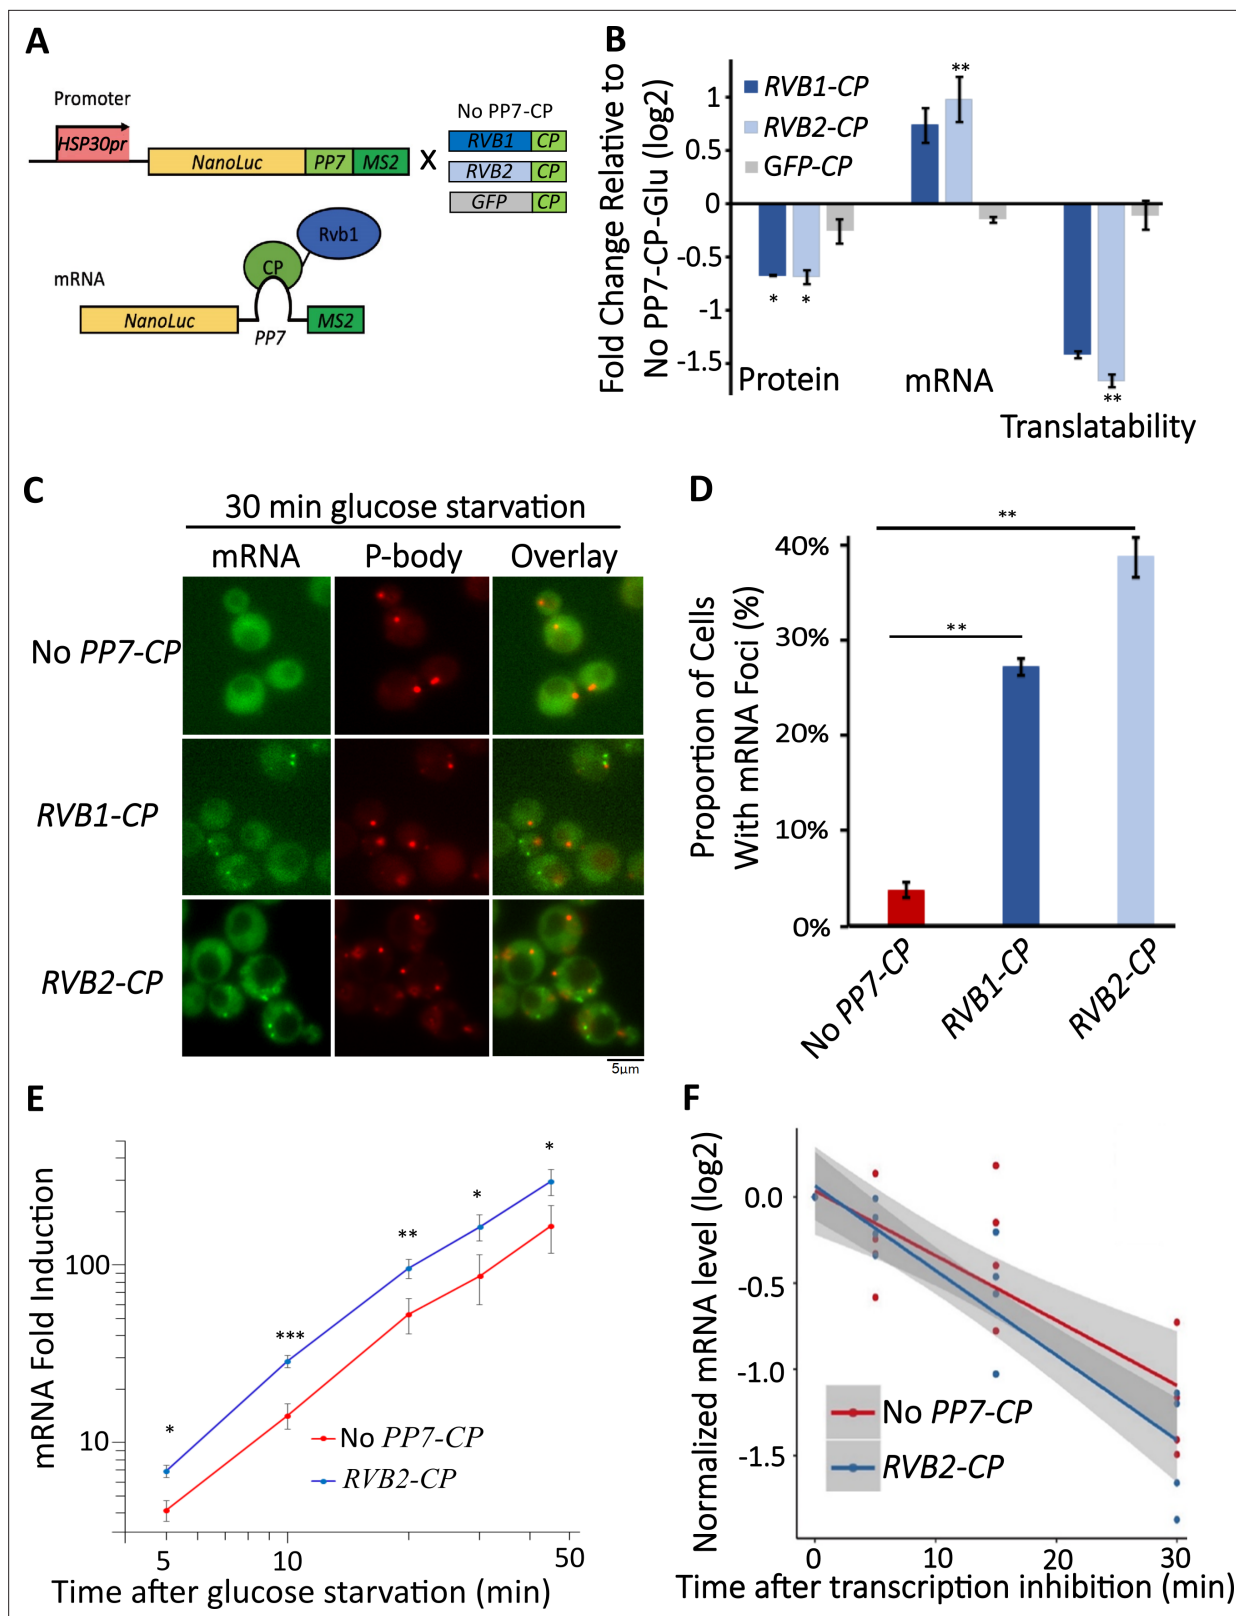 A
Promoter
HSP30pr
NanoLuc
PP7
MS2
X
No PP7-CP
RVB1
CP
RVB2
CP
GFP
CP
mRNA
CP
Rvb1
NanoLuc
PP7
MS2
B
Fold Change Relative to
No PP7-CP-Glu (log2)
1
0.5
0
-0.5
-1
-1.5
RVB1-CP
RVB2-CP
GFP-CP
**
*
*
**
Protein
mRNA
Translatability
C
30 min glucose starvation
mRNA
P-body
Overlay
No PP7-CP
RVB1-CP
RVB2-CP
5μm
D
Proportion of Cells
With mRNA Foci (%)
40%
30%
20%
10%
0%
**
**
No PP7-CP
RVB1-CP
RVB2-CP
E
mRNA Fold Induction
100
10
*
***
**
*
*
No PP7-CP
RVB2-CP
5
10
50
Time after glucose starvation (min)
F
Normalized mRNA level (log2)
0.0
-0.5
-1.0
-1.5
No PP7-CP
RVB2-CP
0
10
20
30
Time after transcription inhibition (min)